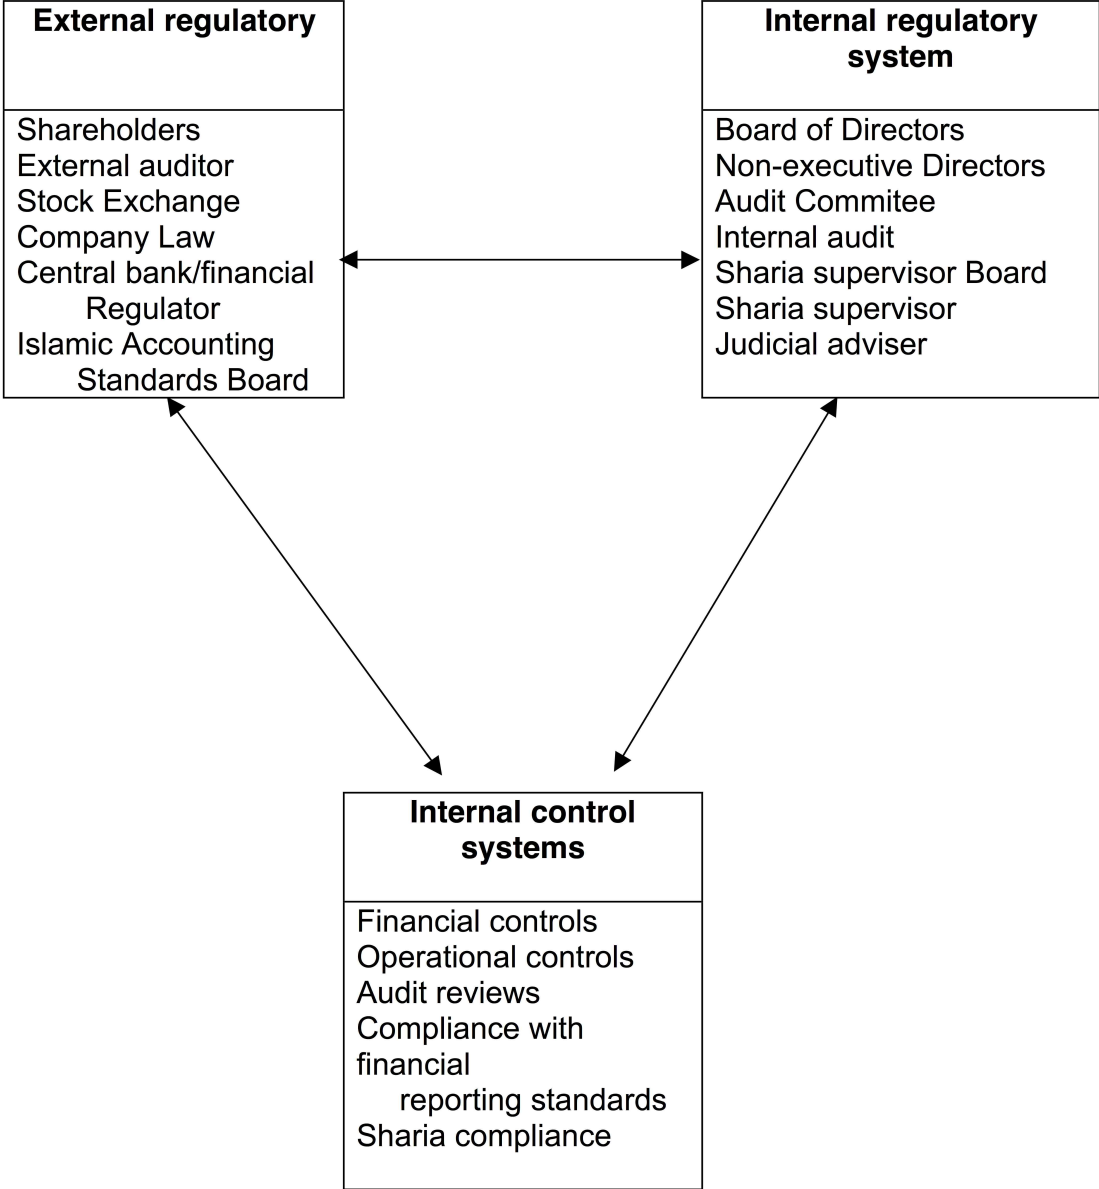 External regulatory
Shareholders
External auditor
Stock Exchange
Company Law
Central bank/financial
Regulator
Islamic Accounting
Standards Board
Internal regulatory
system
Board of Directors
Non-executive Directors
Audit Commitee
Internal audit
Sharia supervisor Board
Sharia supervisor
Judicial adviser
Internal control
systems
Financial controls
Operational controls
Audit reviews
Compliance with
financial
reporting standards
Sharia compliance